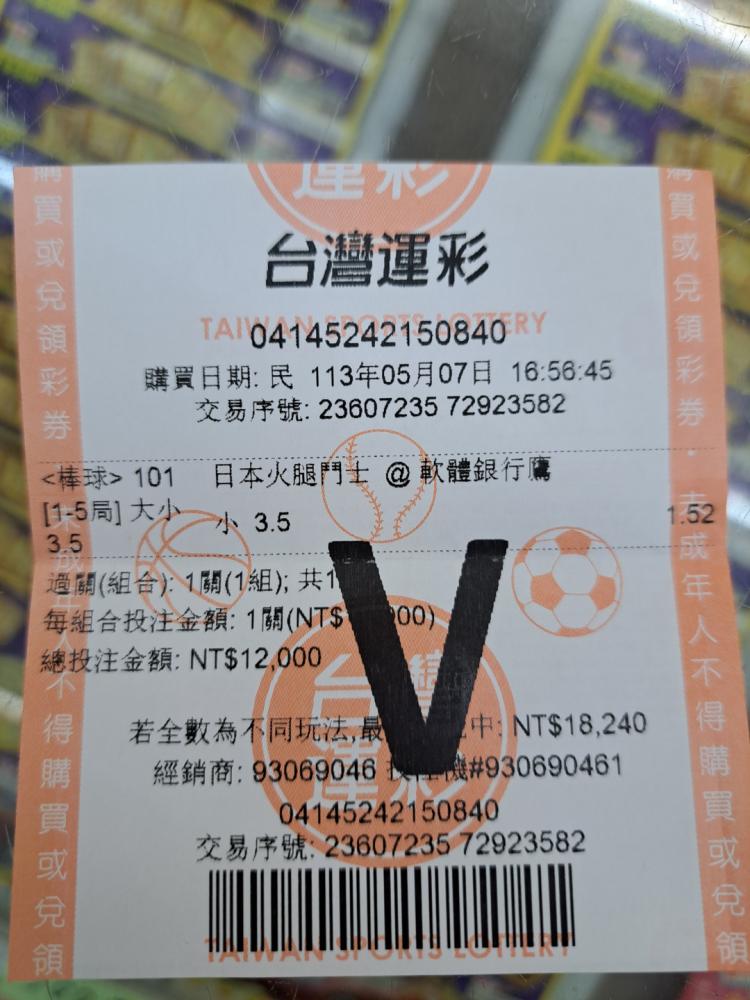 運彩
台灣運彩
TAIWAN SPORTS LOTTERY
04145242150840
購買日期: 民 113年05月07日 16:56:45
交易序號: 23607235 72923582
<棒球> 101 日本火腿鬥士 @ 軟體銀行鷹
[1-5局] 大小 小 3.5 1.52
3.5
過關(組合): 1關(1組); 共1
每組合投注金額: 1關(NT$ 000)
總投注金額: NT$12,000
若全數為不同玩法,最 中: NT$18,240
經銷商: 93069046 #930690461
04145242150840
交易序號: 23607235 72923582
TAIWAN SPORTS LOTTERY
台灣運彩
V
購買或兌領彩券
未成年人不得購買或兌領
購買或兌領彩券・未成年人不得購買或兌領